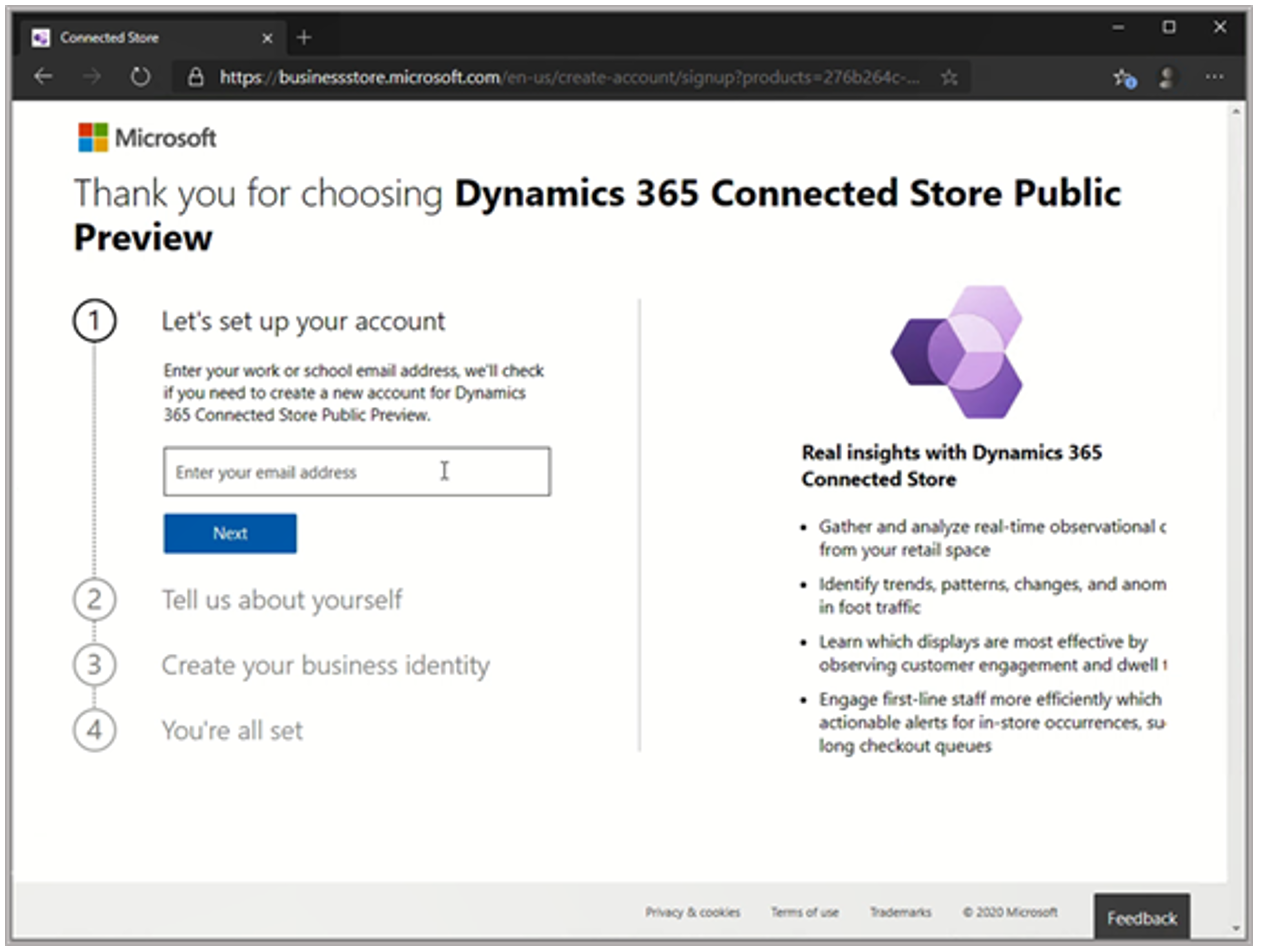 Connected Store
https://businessstore.microsoft.com/en-us/create-account/signup?products=276b264c-...
Microsoft
Thank you for choosing Dynamics 365 Connected Store Public
Preview
1 Let's set up your account
Enter your work or school email address, we'll check
if you need to create a new account for Dynamics
365 Connected Store Public Preview.
Enter your email address
Next
2 Tell us about yourself
3 Create your business identity
4 You're all set
Real insights with Dynamics 365
Connected Store
• Gather and analyze real-time observational
from your retail space
• Identify trends, patterns, changes, and anom
in foot traffic
• Learn which displays are most effective by
observing customer engagement and dwell
• Engage first-line staff more efficiently which
actionable alerts for in-store occurrences, su
long checkout queues
Privacy & cookies Terms of use Trademarks © 2020 Microsoft
Feedback